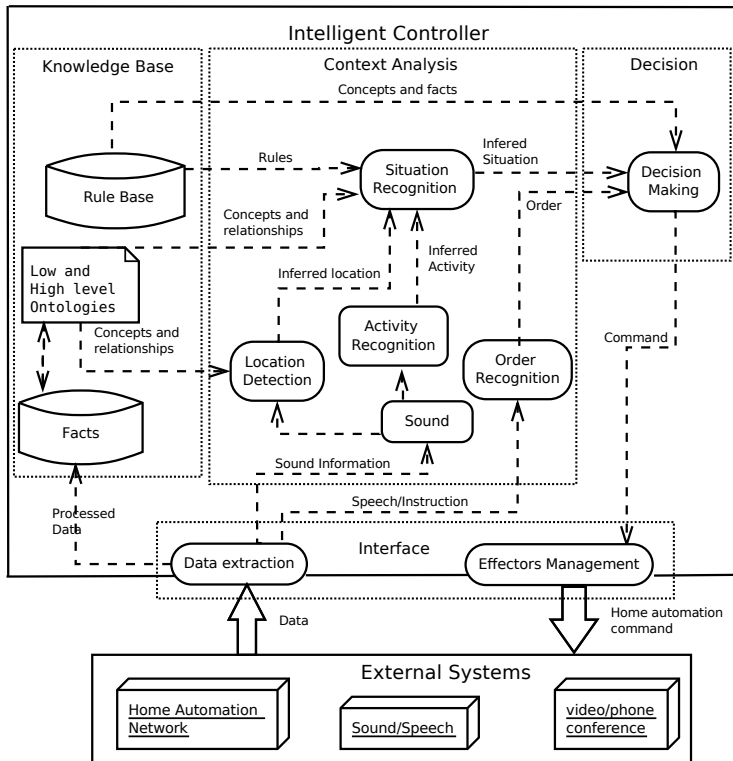 Intelligent Controller
Knowledge Base
Context Analysis
Decision
Concepts and facts
Rules
Infered
Situation
Situation
Recognition
Decision
Making
Rule Base
Concepts and
relationships
Order
Inferred
Activity
Low and
High level
Ontologies
Inferred location
Concepts and
relationships
Activity
Recognition
Command
Location
Detection
Order
Recognition
Facts
Sound
Sound Information
Speech/Instruction
Processed
Data
Interface
Data extraction
Effectors Management
Data
Home automation
command
External Systems
Home Automation
Network
Sound/Speech
video/phone
conference